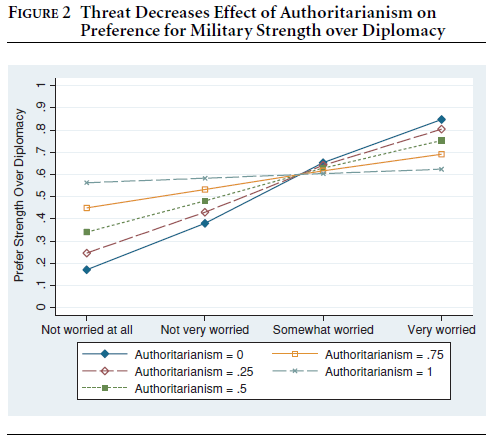 FIGURE 2 Threat Decreases Effect of Authoritarianism on
Preference for Military Strength over Diplomacy
Prefer Strength Over Diplomacy
1
.9
.8
.7
.6
.5
.4
.3
.2
.1
0
Not worried at all Not very worried Somewhat worried Very worried
Authoritarianism = 0 Authoritarianism = .75
Authoritarianism = .25 Authoritarianism = 1
Authoritarianism = .5